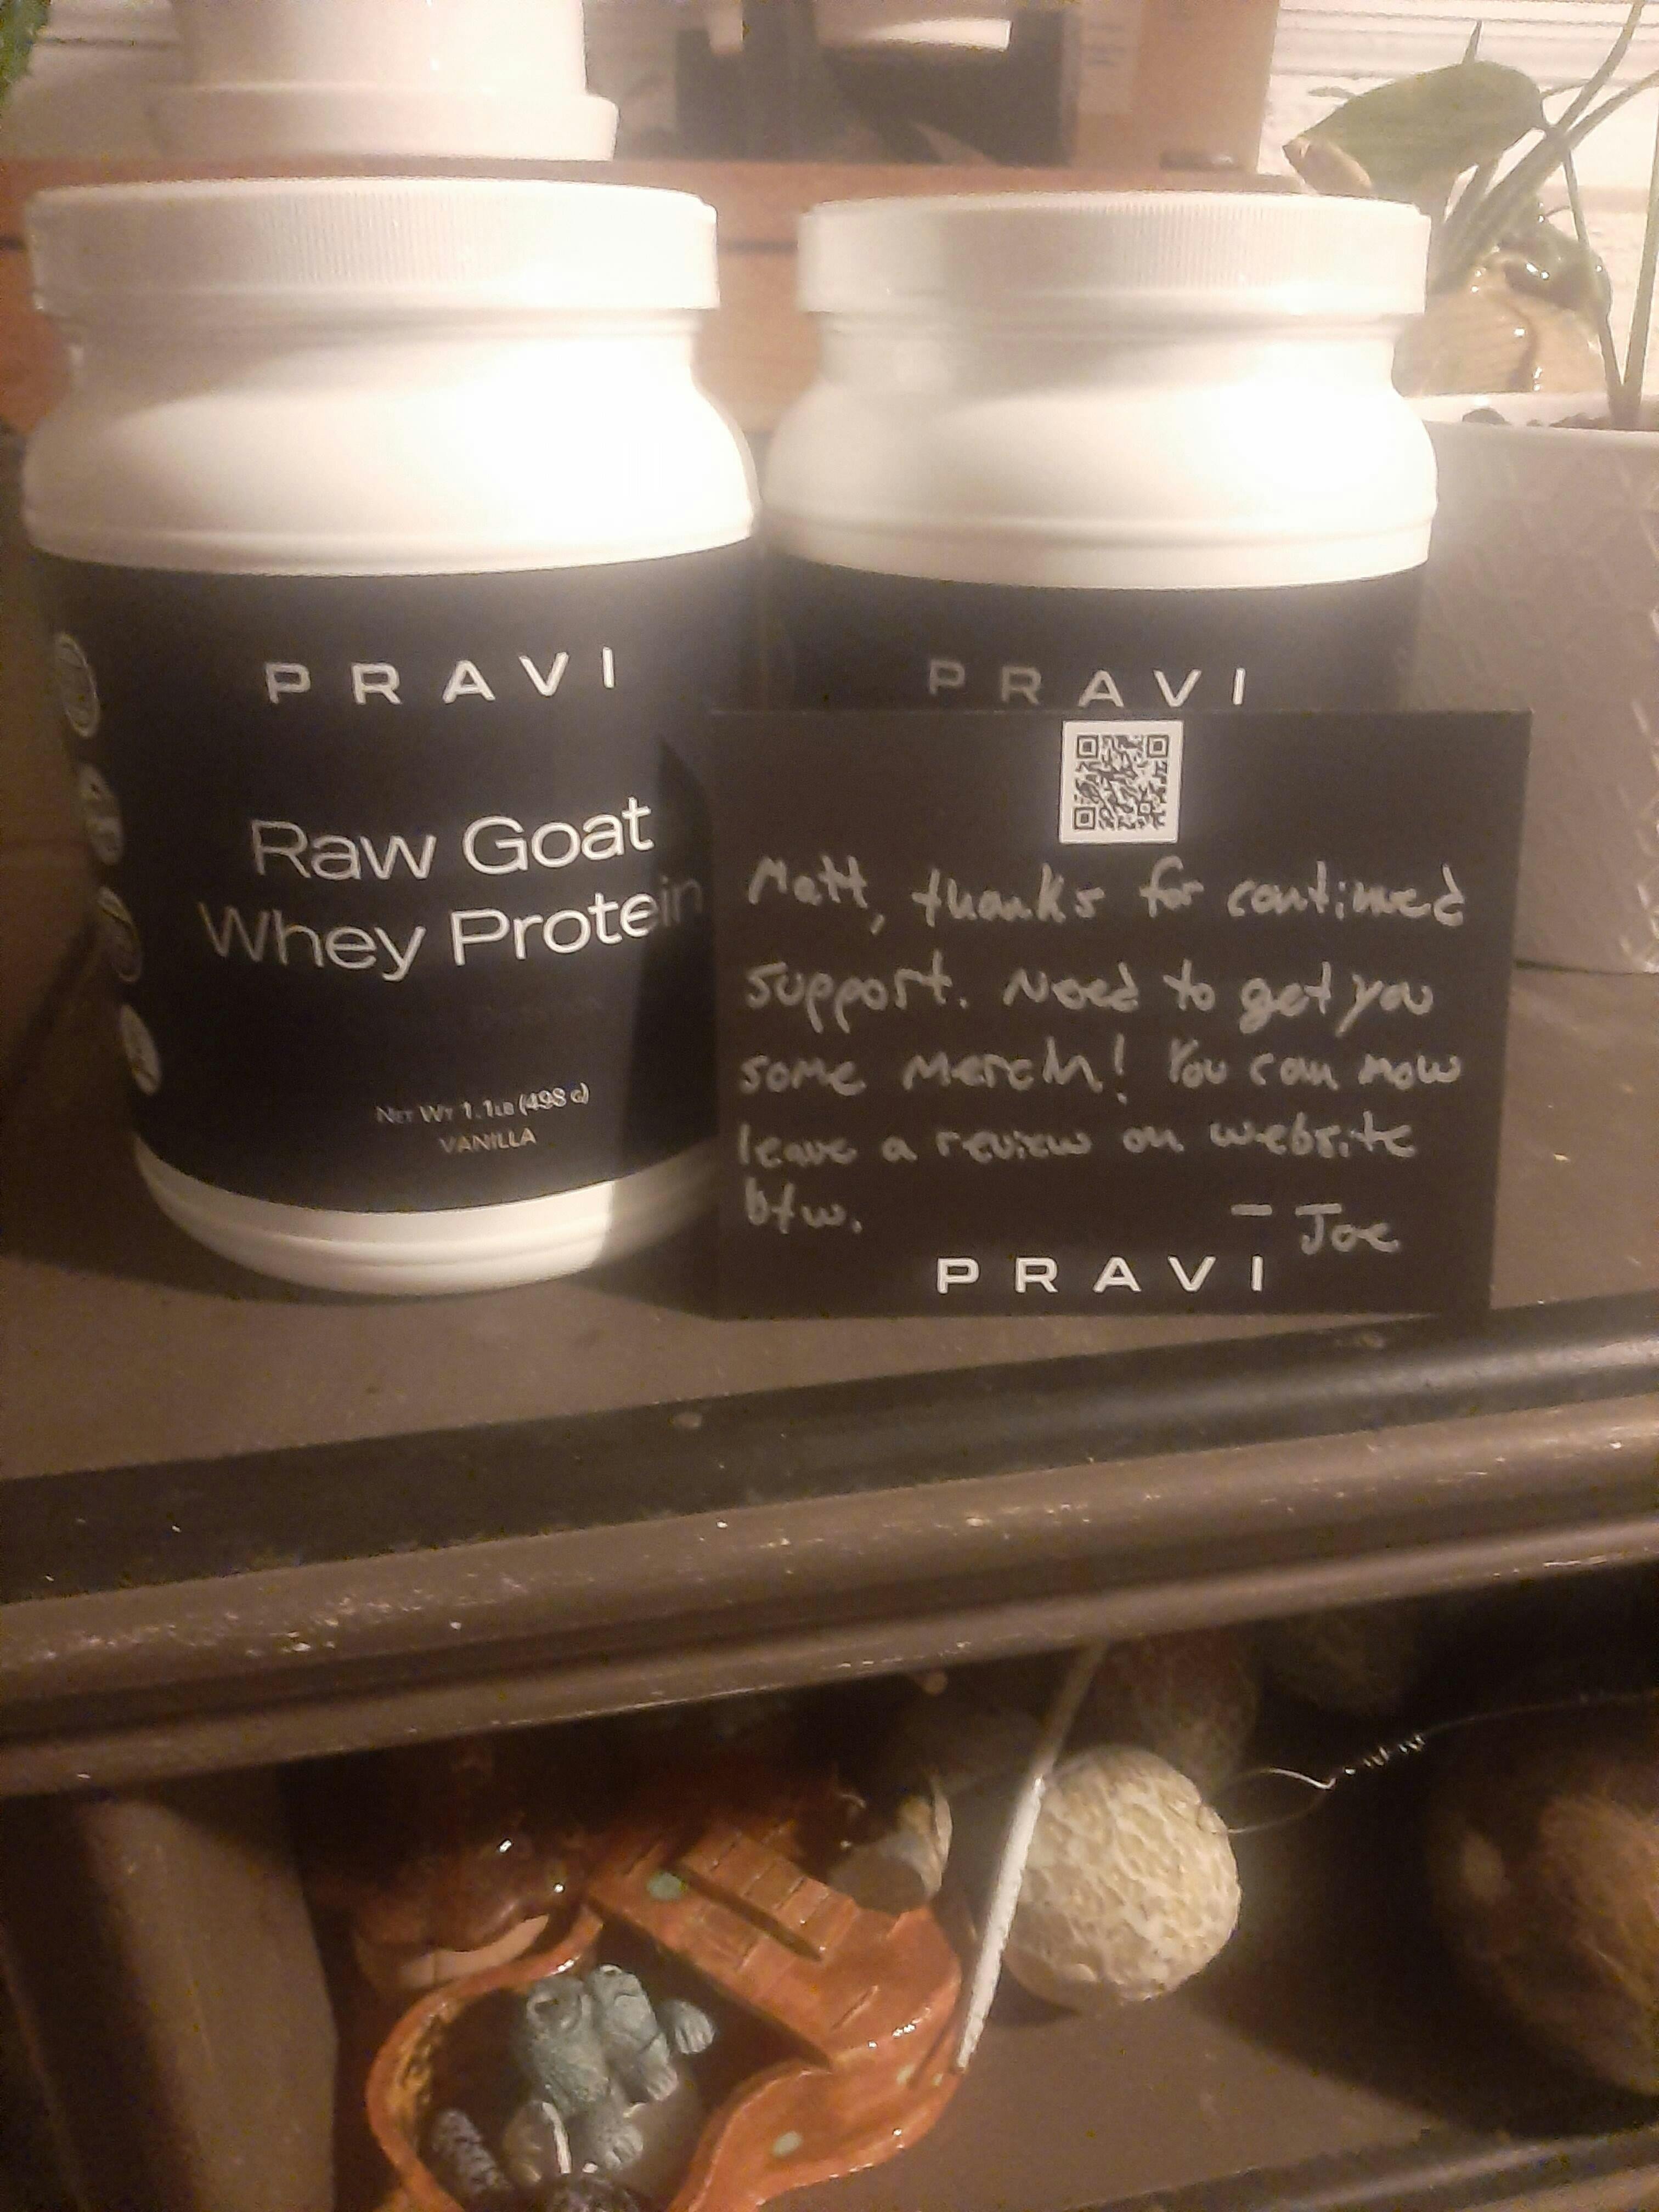 PRAVI
Raw Goat
Whey Protein
NET WT 1.1LB (498 G)
VANILLA
PRAVI
Matt, thanks for continued
support. Need to get you
some merch! You can now
leave a review on website
btw.
- Joe
PRAVI